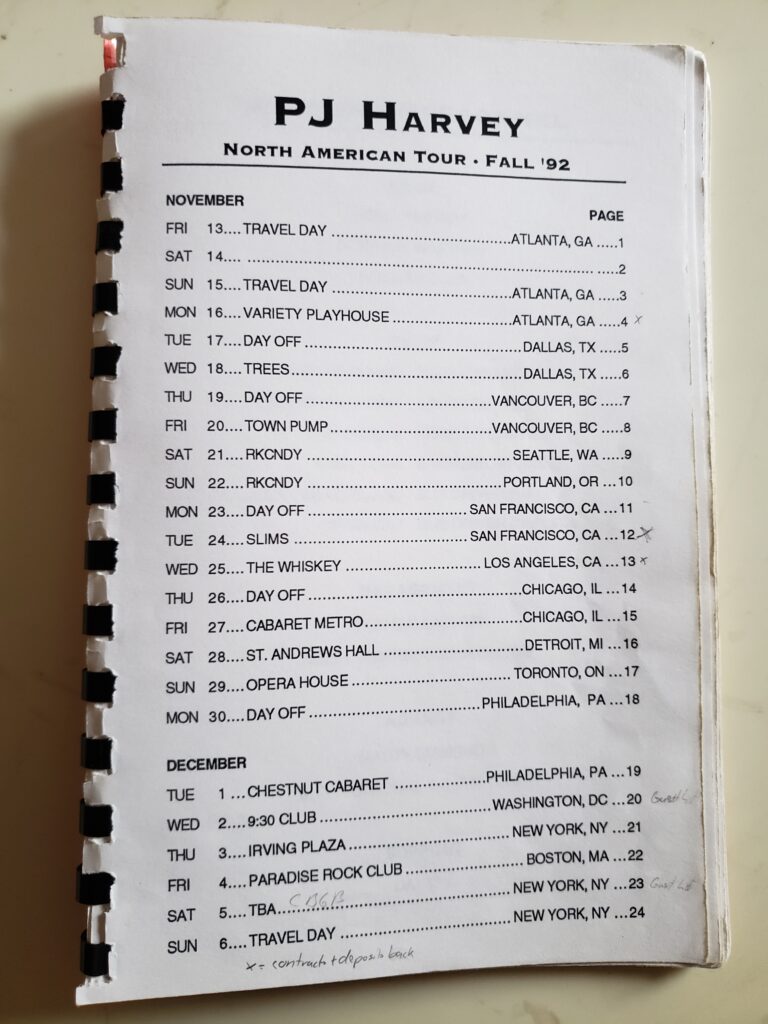 PJ HARVEY
NORTH AMERICAN TOUR • FALL '92
NOVEMBER
PAGE
FRI 13....TRAVEL DAY ..........ATLANTA, GA .....1
SAT 14.... .......... .....2
SUN 15....TRAVEL DAY ..........ATLANTA, GA .....3
MON 16....VARIETY PLAYHOUSE ..........ATLANTA, GA .....4 x
TUE 17....DAY OFF ..........DALLAS, TX .....5
WED 18....TREES..........DALLAS, TX .....6
THU 19....DAY OFF ..........VANCOUVER, BC .....7
FRI 20....TOWN PUMP..........VANCOUVER, BC .....8
SAT 21....RKCNDY ..........SEATTLE, WA .....9
SUN 22....RKCNDY ..........PORTLAND, OR ...10
MON 23....DAY OFF ..........SAN FRANCISCO, CA ...11
TUE 24....SLIMS ..........SAN FRANCISCO, CA ...12 x
WED 25....THE WHISKEY ..........LOS ANGELES, CA ...13 x
THU 26....DAY OFF ..........CHICAGO, IL ...14
FRI 27....CABARET METRO..........CHICAGO, IL ...15
SAT 28....ST. ANDREWS HALL ..........DETROIT, MI ...16
SUN 29....OPERA HOUSE ..........TORONTO, ON ...17
MON 30....DAY OFF ..........PHILADELPHIA, PA ...18
DECEMBER
TUE 1 ...CHESTNUT CABARET ..........PHILADELPHIA, PA ...19
WED 2....9:30 CLUB ..........WASHINGTON, DC ...20 Guest List
THU 3....IRVING PLAZA ..........NEW YORK, NY ...21
FRI 4....PARADISE ROCK CLUB ..........BOSTON, MA ...22
SAT 5....TBA.... CBGB ..........NEW YORK, NY ...23 Guest List
SUN 6....TRAVEL DAY ..........NEW YORK, NY ...24
x = contracts + deposits back